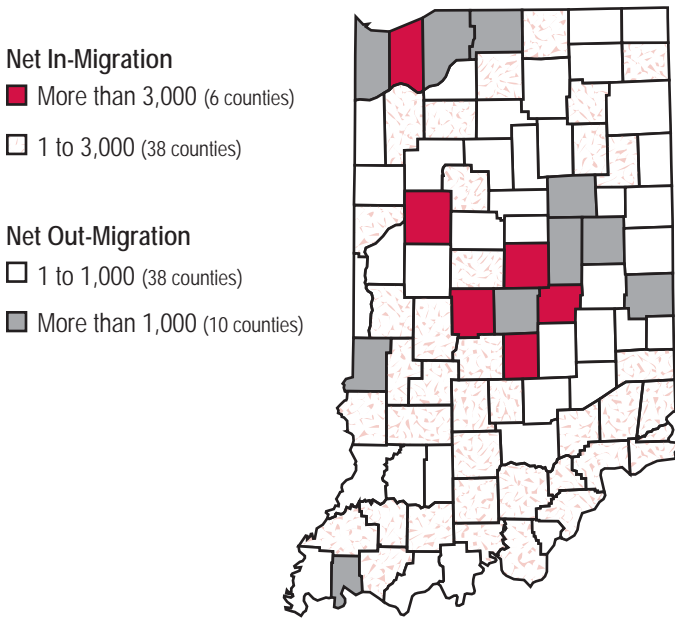 Net In-Migration
More than 3,000 (6 counties)
1 to 3,000 (38 counties)
Net Out-Migration
1 to 1,000 (38 counties)
More than 1,000 (10 counties)